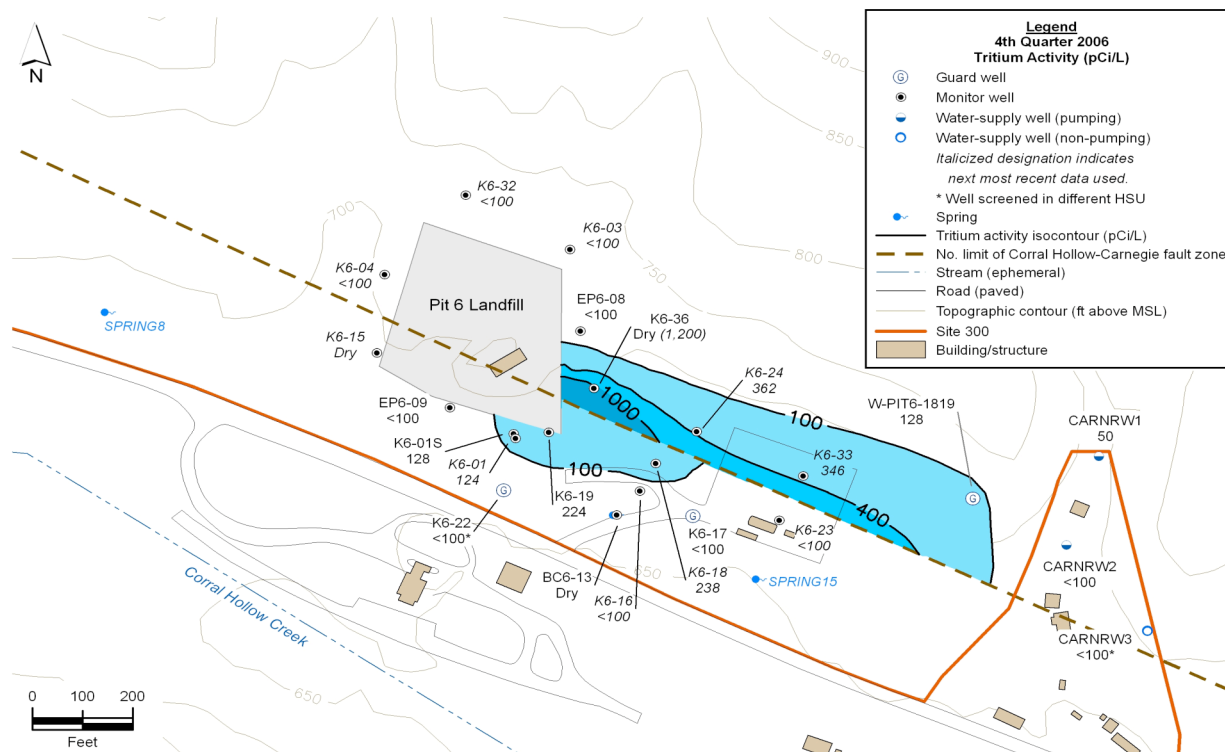 Legend
4th Quarter 2006
Tritium Activity (pCi/L)
G Guard well
Monitor well
Water-supply well (pumping)
Water-supply well (non-pumping)
Italicized designation indicates
next most recent data used.
* Well screened in different HSU
Spring
Tritium activity isocontour (pCi/L)
No. limit of Corral Hollow-Carnegie fault zone
Stream (ephemeral)
Road (paved)
Topographic contour (ft above MSL)
Site 300
Building/structure
N
900
850
800
750
700
650
650
K6-32
<100
K6-03
<100
K6-04
<100
Pit 6 Landfill
EP6-08
<100
K6-36
Dry (1,200)
SPRING8
K6-15
Dry
K6-24
362
EP6-09
<100
1000
100
W-PIT6-1819
128
G
CARNRW1
50
K6-01S
128
K6-01
124
100
K6-33
346
400
G
K6-19
224
K6-22
<100*
G
K6-17
<100
K6-23
<100
BC6-13
Dry
K6-16
<100
K6-18
238
SPRING15
CARNRW2
<100
CARNRW3
<100*
Corral Hollow Creek
0 100 200
Feet